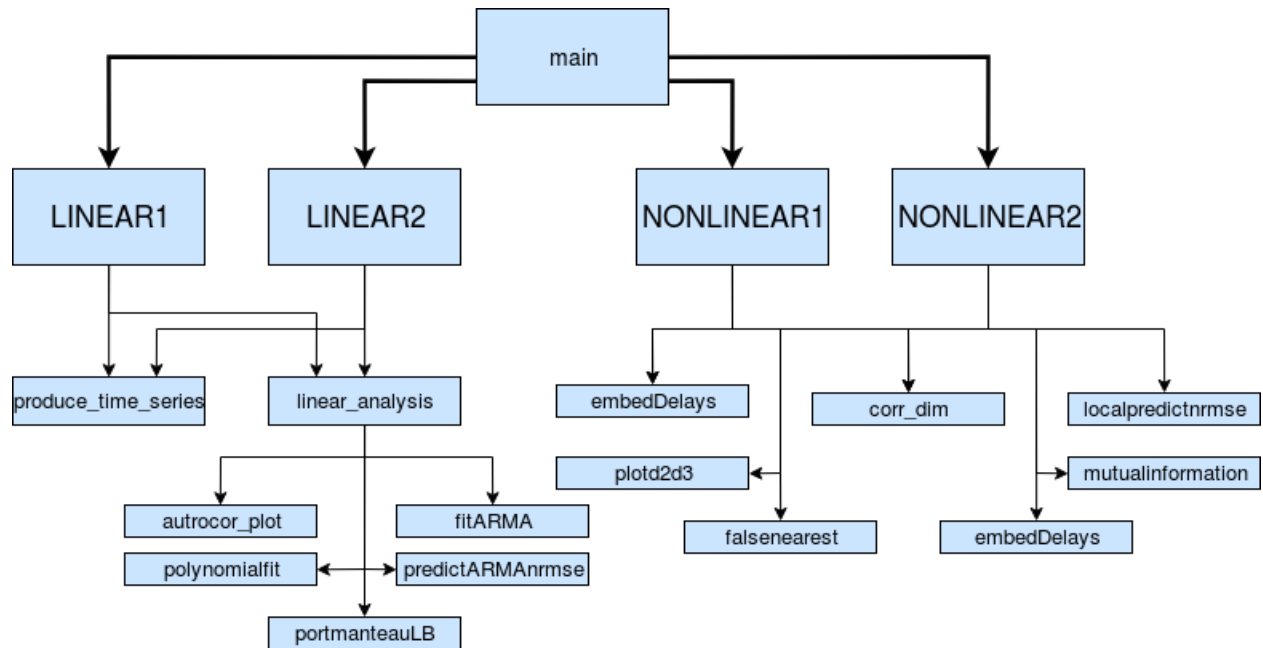 main
LINEAR1
LINEAR2
NONLINEAR1
NONLINEAR2
produce_time_series
linear_analysis
embedDelays
corr_dim
localpredictnrmse
plotd2d3
mutualinformation
autrocor_plot
fitARMA
falsenearest
embedDelays
polynomialfit
predictARMAnrmse
portmanteauLB